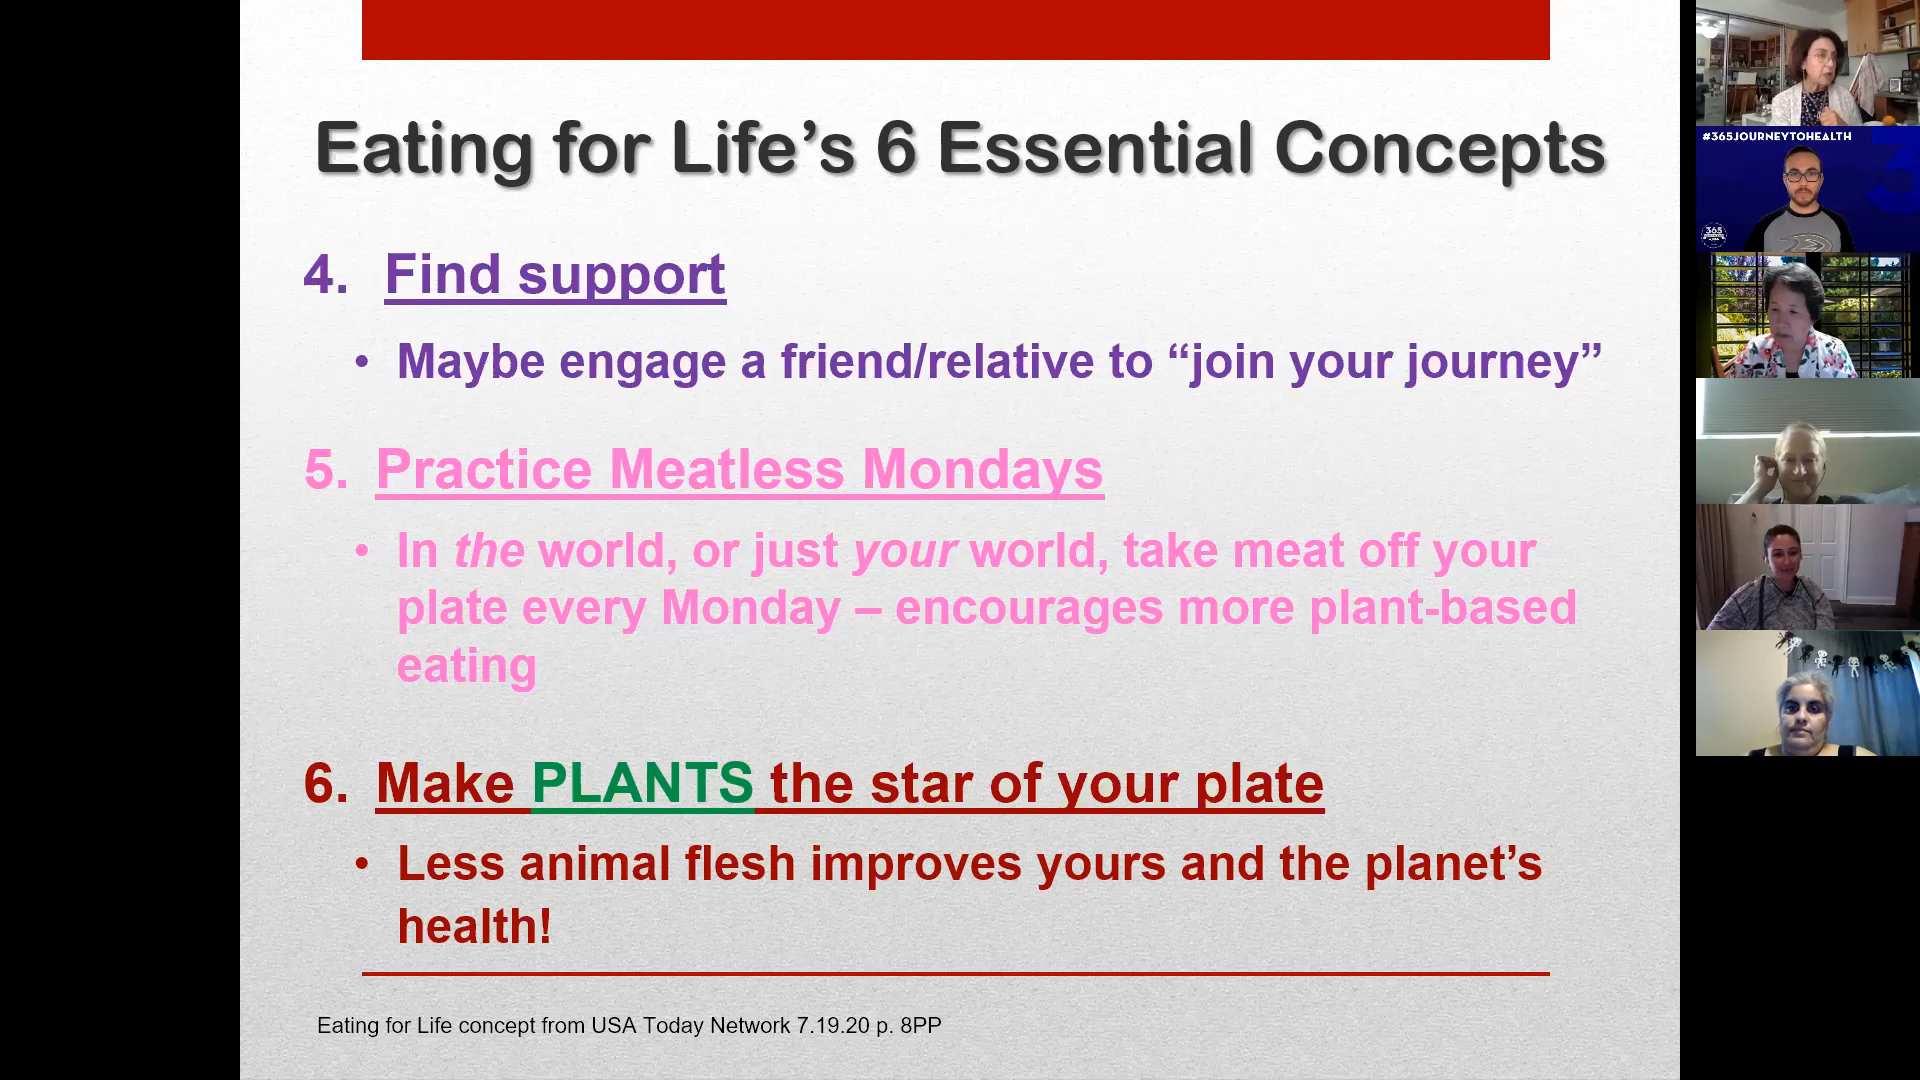 Eating for Life’s 6 Essential Concepts
4. Find support
• Maybe engage a friend/relative to “join your journey”
5. Practice Meatless Mondays
• In the world, or just your world, take meat off your
plate every Monday – encourages more plant-based
eating
6. Make PLANTS the star of your plate
• Less animal flesh improves yours and the planet’s
health!
Eating for Life concept from USA Today Network 7.19.20 p. 8PP
#365JOURNEYTOHEALTH
365